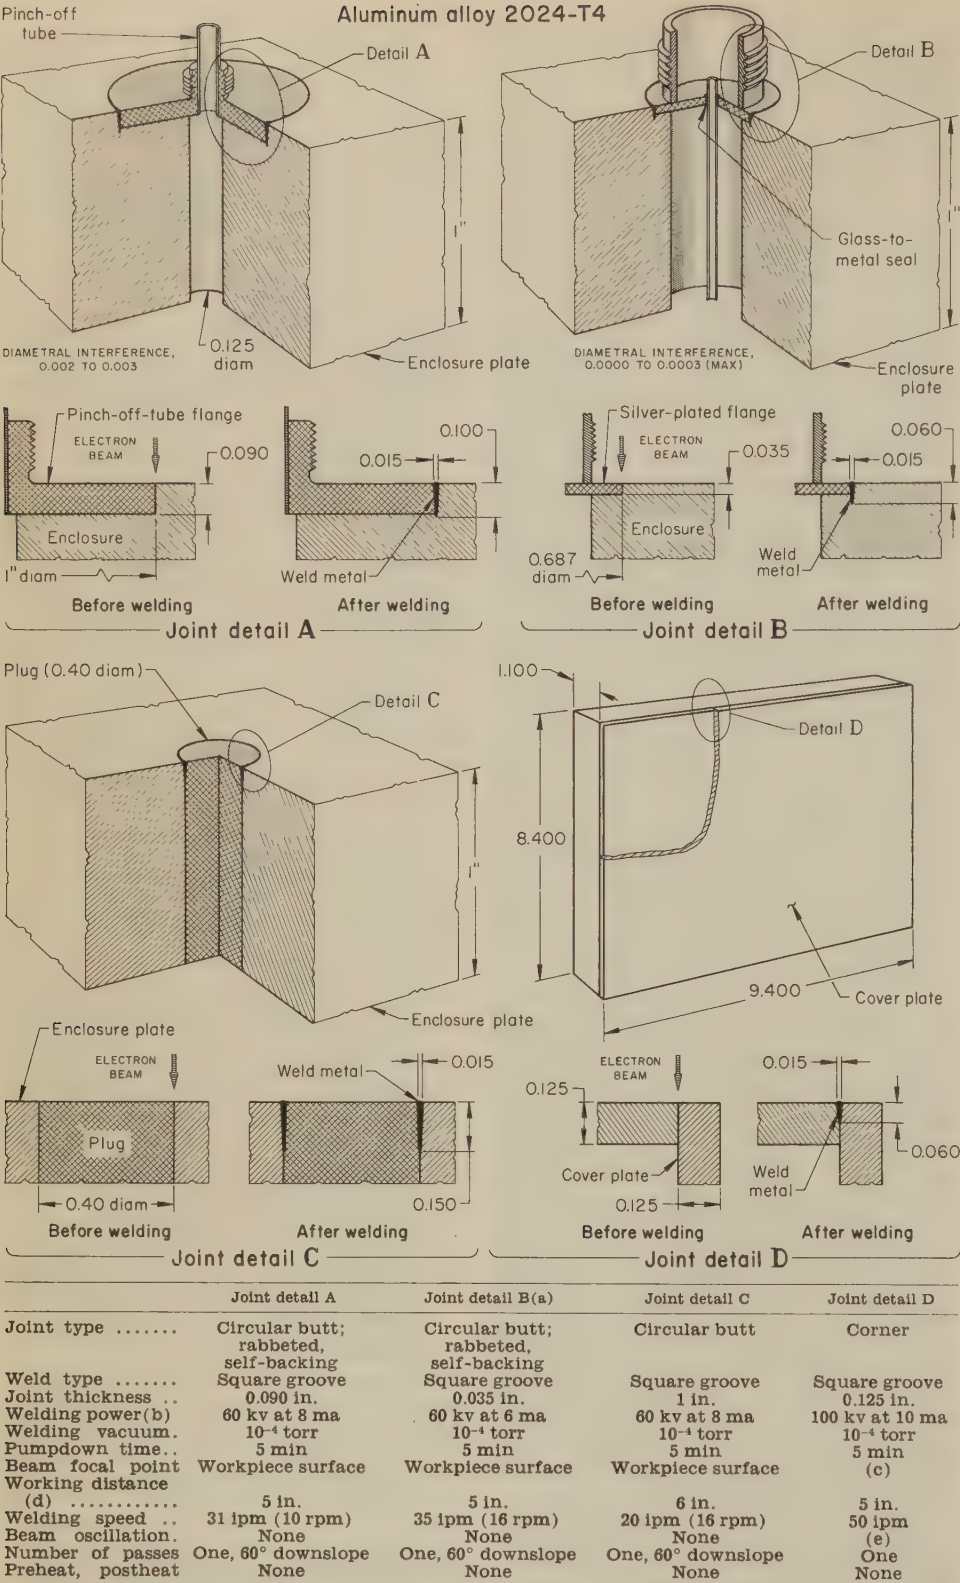 Aluminum alloy 2024-T4
Pinch-off
tube
Detail A
1"
0.125
diam
DIAMETRAL INTERFERENCE,
0.002 TO 0.003
Enclosure plate
Detail B
1"
Glass-to-
metal seal
DIAMETRAL INTERFERENCE,
0.0000 TO 0.0003 (MAX)
Enclosure
plate
Pinch-off-tube flange
ELECTRON
BEAM
0.090
Enclosure
1" diam
Before welding
0.100
0.015
Weld metal
After welding
Joint detail A
Silver-plated flange
ELECTRON
BEAM
0.035
Enclosure
0.687
diam
Before welding
0.060
0.015
Weld
metal
After welding
Joint detail B
Plug (0.40 diam)
Detail C
1"
Enclosure plate
1.100
Detail D
8.400
9.400
Cover plate
Enclosure plate
ELECTRON
BEAM
Plug
0.40 diam
Before welding
Weld metal
0.015
0.150
After welding
Joint detail C
ELECTRON
BEAM
0.125
Cover plate
0.125
Before welding
0.015
Weld
metal
0.060
After welding
Joint detail D
Joint detail A Joint detail B(a) Joint detail C Joint detail D
Joint type ....... Circular butt; Circular butt; Circular butt Corner
rabbeted, rabbeted,
self-backing self-backing
Weld type ....... Square groove Square groove Square groove Square groove
Joint thickness .. 0.090 in. 0.035 in. 1 in. 0.125 in.
Welding power(b) 60 kv at 8 ma 60 kv at 6 ma 60 kv at 8 ma 100 kv at 10 ma
Welding vacuum. 10⁻⁴ torr 10⁻⁴ torr 10⁻⁴ torr 10⁻⁴ torr
Pumpdown time.. 5 min 5 min 5 min 5 min
Beam focal point Workpiece surface Workpiece surface Workpiece surface (c)
Working distance
(d) ............ 5 in. 5 in. 6 in. 5 in.
Welding speed .. 31 ipm (10 rpm) 35 ipm (16 rpm) 20 ipm (16 rpm) 50 ipm
Beam oscillation. None None None (e)
Number of passes One, 60° downslope One, 60° downslope One, 60° downslope One
Preheat, postheat None None None None